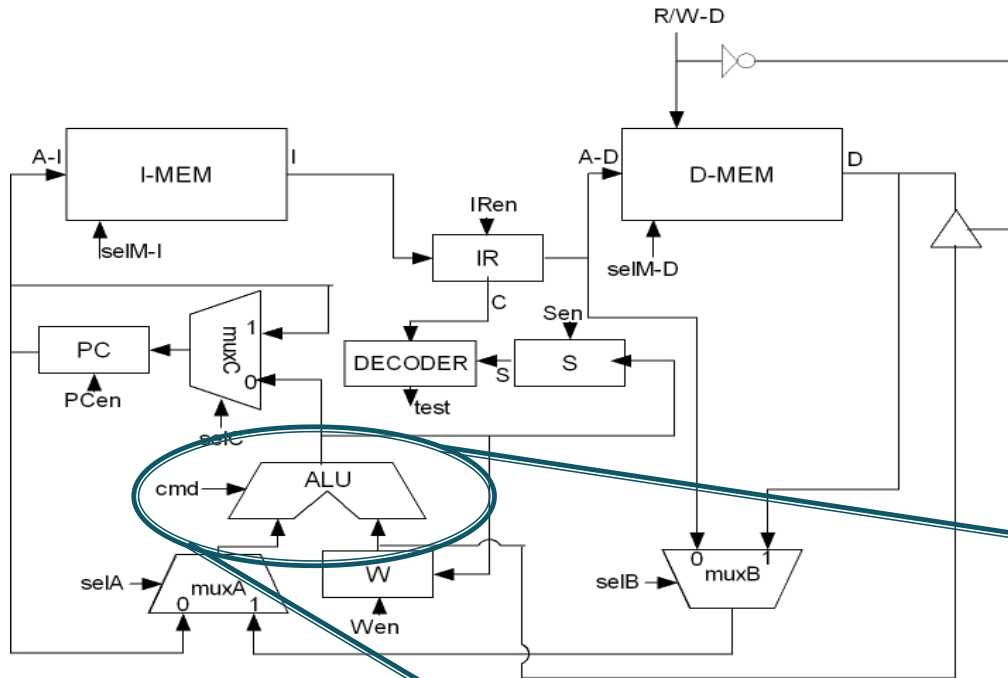 R/W-D
A-I
I-MEM
I
A-D
D-MEM
D
IRen
selM-I
IR
selM-D
C
1
muxC
0
Sen
PC
DECODER
S
S
PCen
test
selC
ALU
cmd
0
1
muxB
selA
muxA
0
1
W
selB
Wen